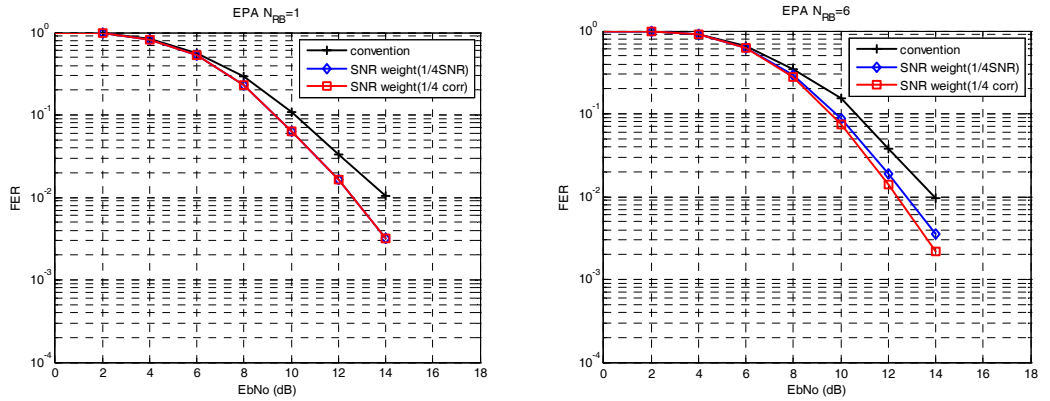 EPA N_RB=1
convention
SNR weight(1/4SNR)
SNR weight(1/4 corr)
FER
10^0
10^-1
10^-2
10^-3
10^-4
0 2 4 6 8 10 12 14 16 18
EbNo (dB)
EPA N_RB=6
convention
SNR weight(1/4SNR)
SNR weight(1/4 corr)
FER
10^0
10^-1
10^-2
10^-3
10^-4
0 2 4 6 8 10 12 14 16 18
EbNo (dB)